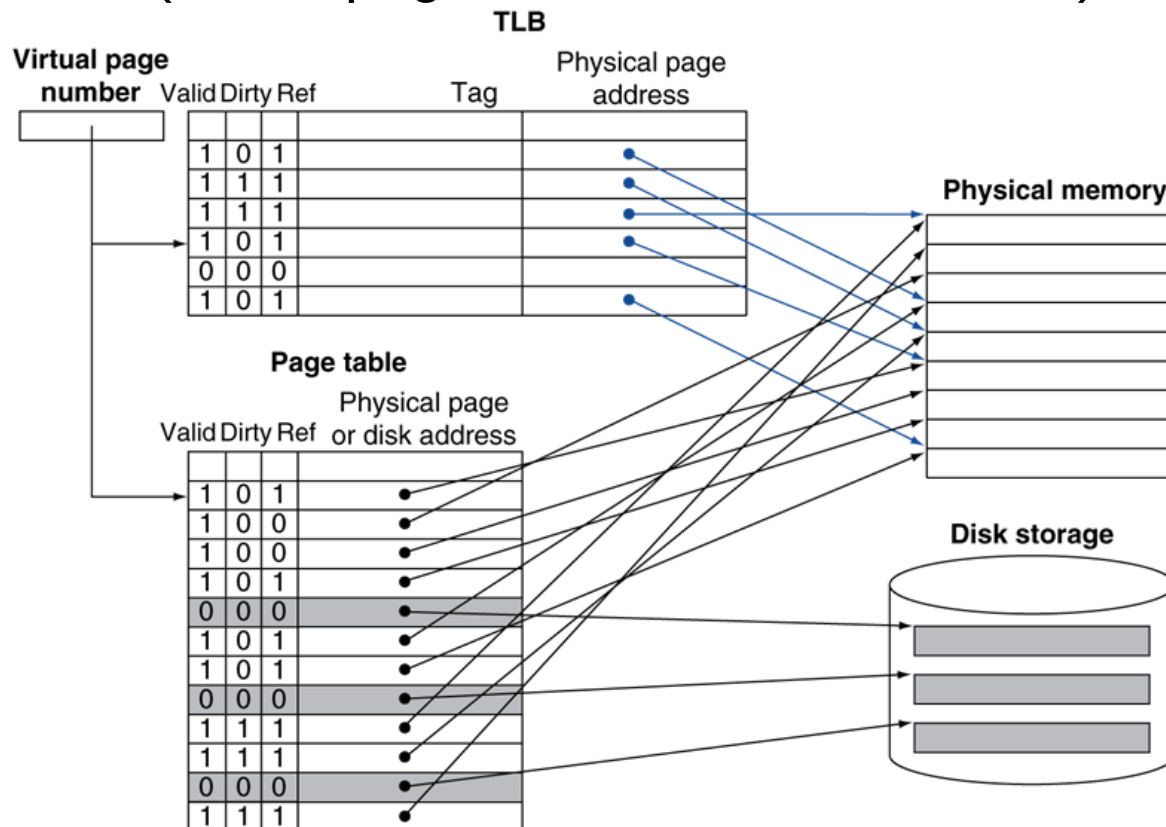 TLB
Virtual page
number
Valid Dirty Ref
Tag
Physical page
address
1 0 1
1 1 1
1 1 1
1 0 1
0 0 0
1 0 1
Physical memory
Page table
Physical page
or disk address
Valid Dirty Ref
1 0 1
1 0 0
1 0 0
1 0 1
0 0 0
1 0 1
1 0 1
0 0 0
1 1 1
1 1 1
0 0 0
1 1 1
Disk storage